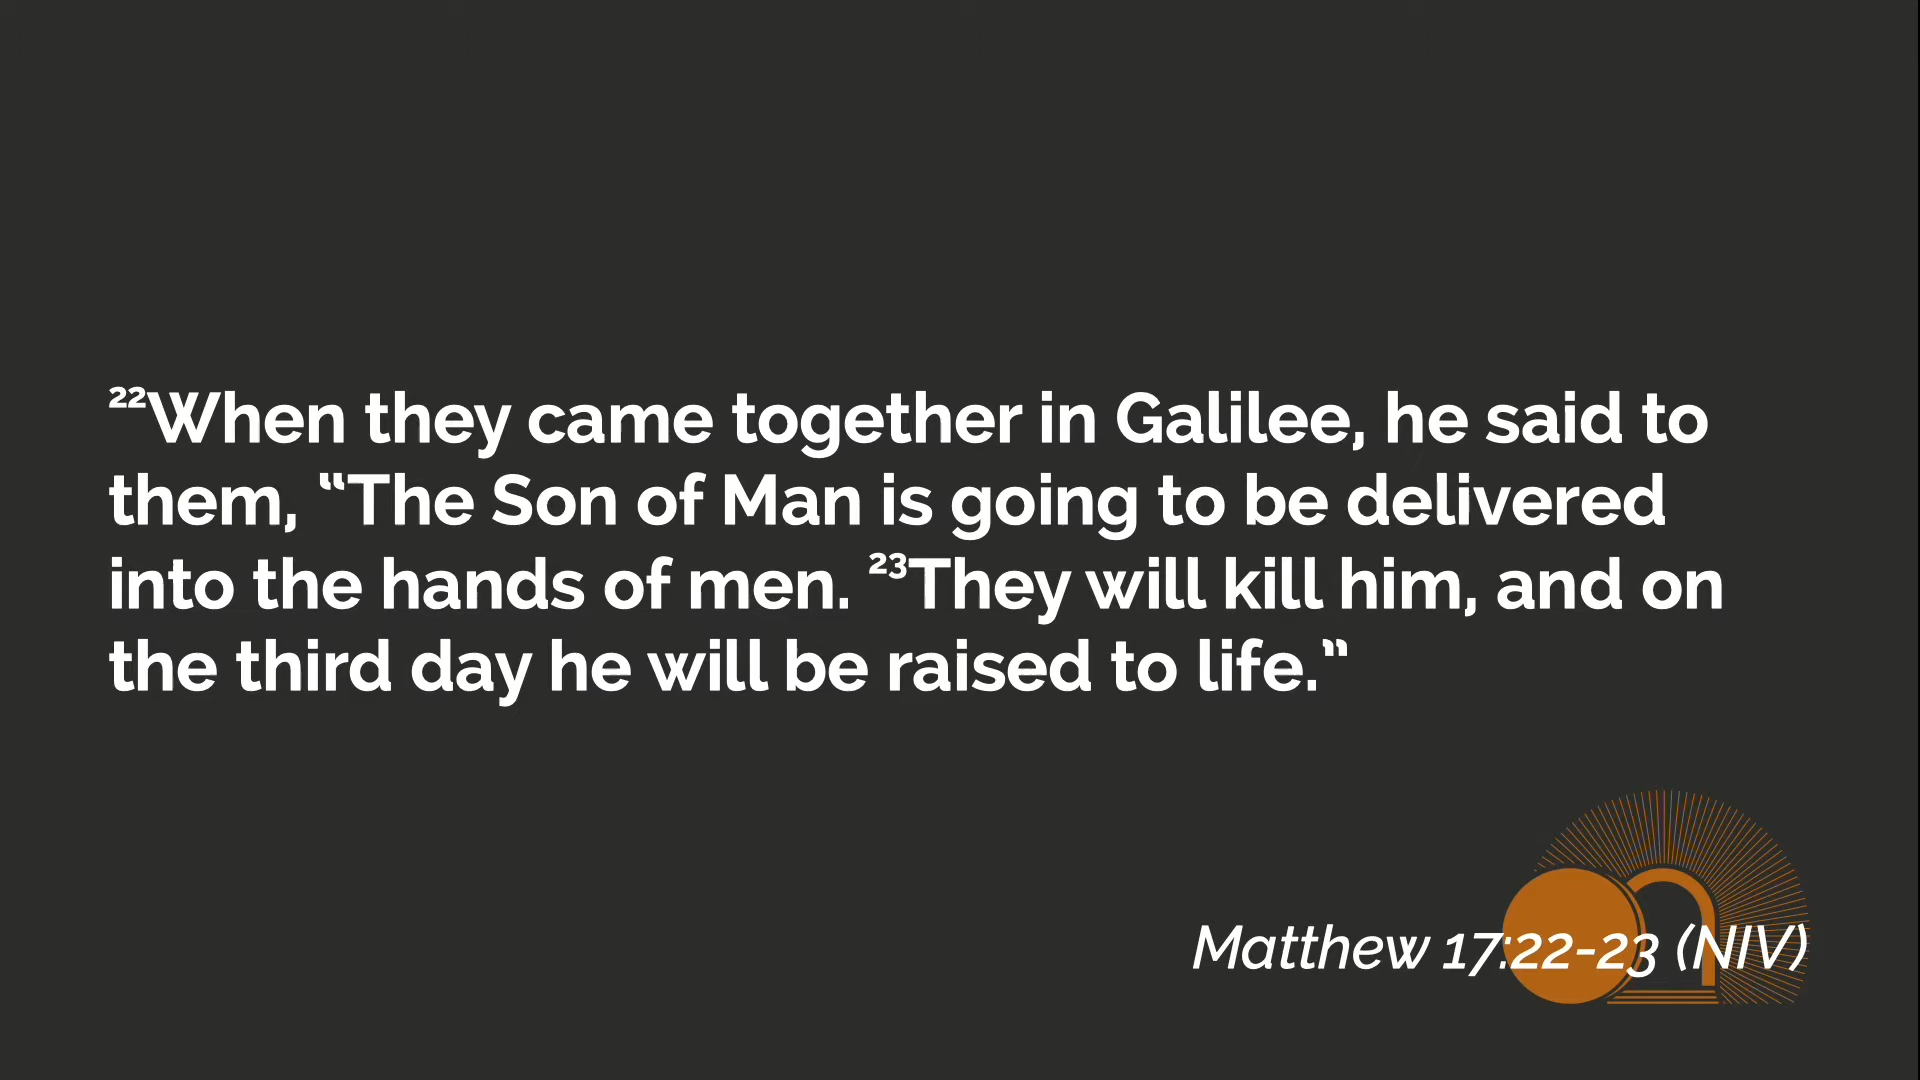 ²²When they came together in Galilee, he said to
them, “The Son of Man is going to be delivered
into the hands of men. ²³They will kill him, and on
the third day he will be raised to life.”
Matthew 17:22-23 (NIV)